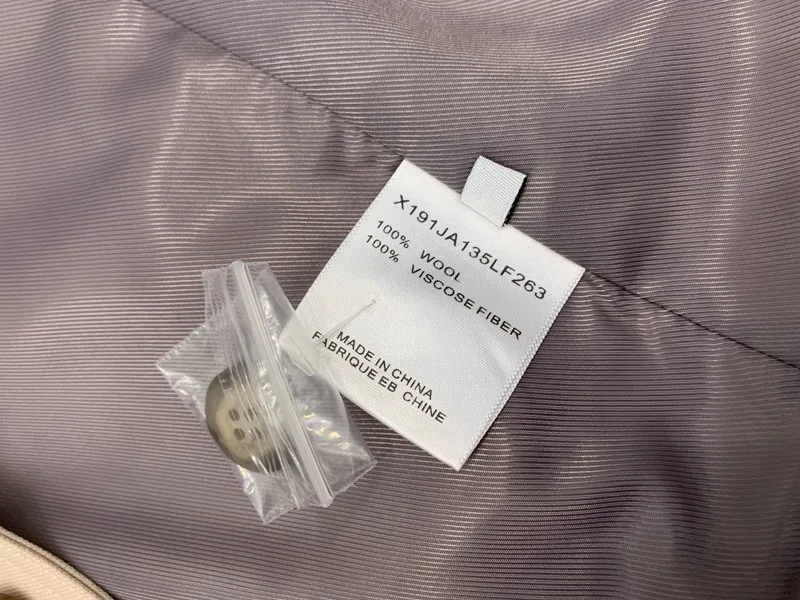 X191JA135LF263
100% WOOL
100% VISCOSE FIBER
MADE IN CHINA
FABRIQUE EB CHINE